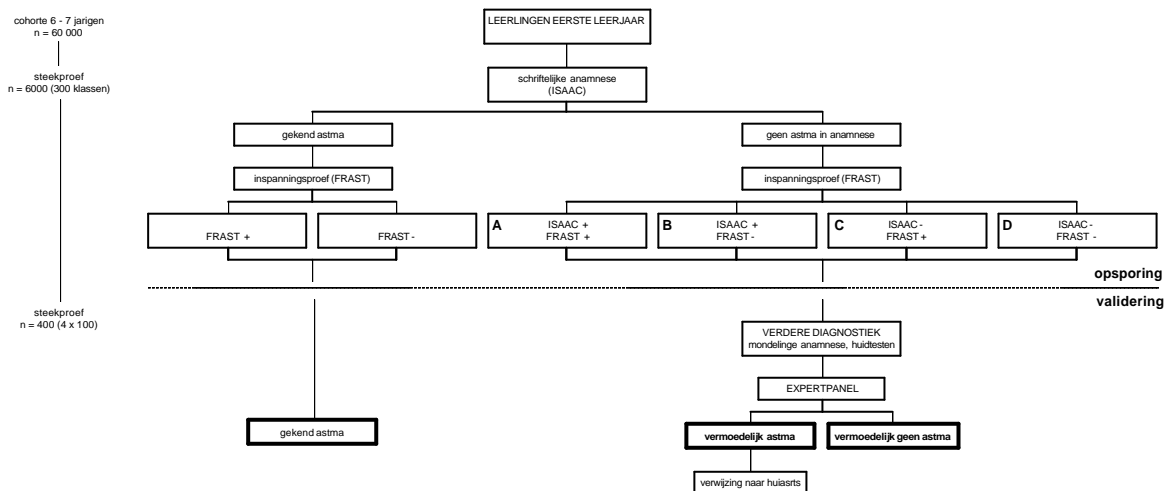 cohorte 6 - 7 jarigen
n = 60 000
LEERLINGEN EERSTE LEERJAAR
steekproef
n = 6000 (300 klassen)
schriftelijke anamnese
(ISAAC)
gekend astma
geen astma in anamnese
inspanningsproef (FRAST)
inspanningsproef (FRAST)
FRAST +
FRAST -
A
ISAAC +
FRAST +
B
ISAAC +
FRAST -
C
ISAAC -
FRAST +
D
ISAAC -
FRAST -
opsporing
validering
steekproef
n = 400 (4 x 100)
VERDERE DIAGNOSTIEK
mondelinge anamnese, huidtesten
EXPERTPANEL
gekend astma
vermoedelijk astma
vermoedelijk geen astma
verwijzing naar huiasrts